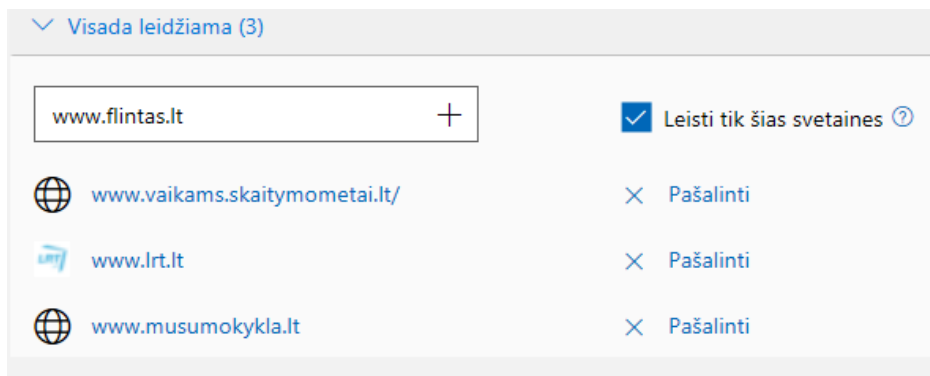 Visada leidžiama (3)
www.flintas.lt
Leisti tik šias svetaines ?
www.vaikams.skaitymometai.lt/ Pašalinti
LRT www.lrt.lt Pašalinti
www.musumokykla.lt Pašalinti